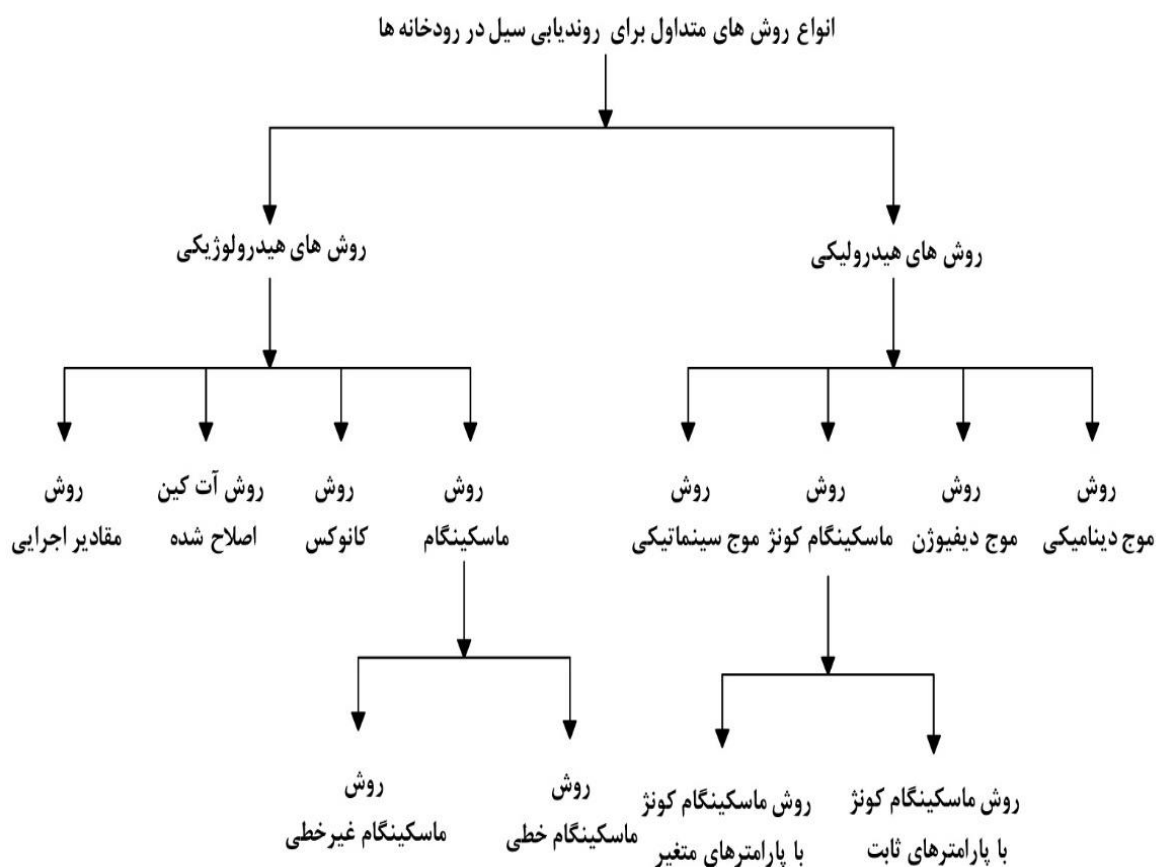 انواع روش های متداول برای روندیابی سیل در رودخانه ها
روش های هیدرولیکی
روش های هیدرولوژیکی
روش
موج دینامیکی
روش
موج دیفیوژن
روش
ماسکینگام کونژ
روش
موج سینماتیکی
روش
ماسکینگام
روش
کانوکس
روش آت کین
اصلاح شده
روش
مقادیر اجرایی
روش ماسکینگام کونژ
با پارامترهای ثابت
روش ماسکینگام کونژ
با پارامترهای متغیر
روش
ماسکینگام خطی
روش
ماسکینگام غیرخطی